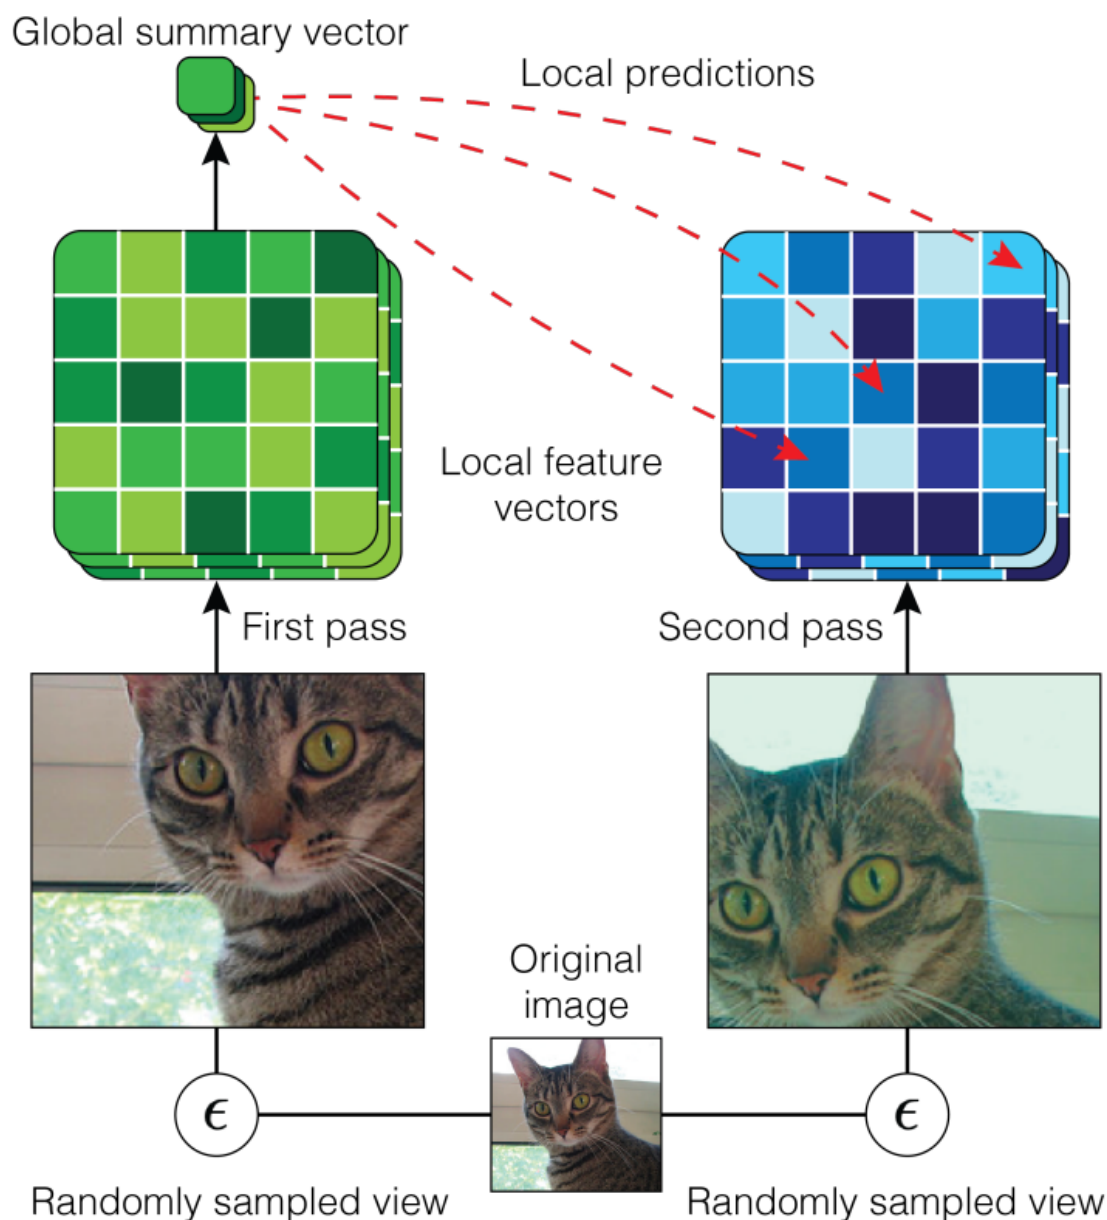 Global summary vector
Local predictions
Local feature
vectors
First pass
Second pass
Original
image
ϵ
ϵ
Randomly sampled view
Randomly sampled view